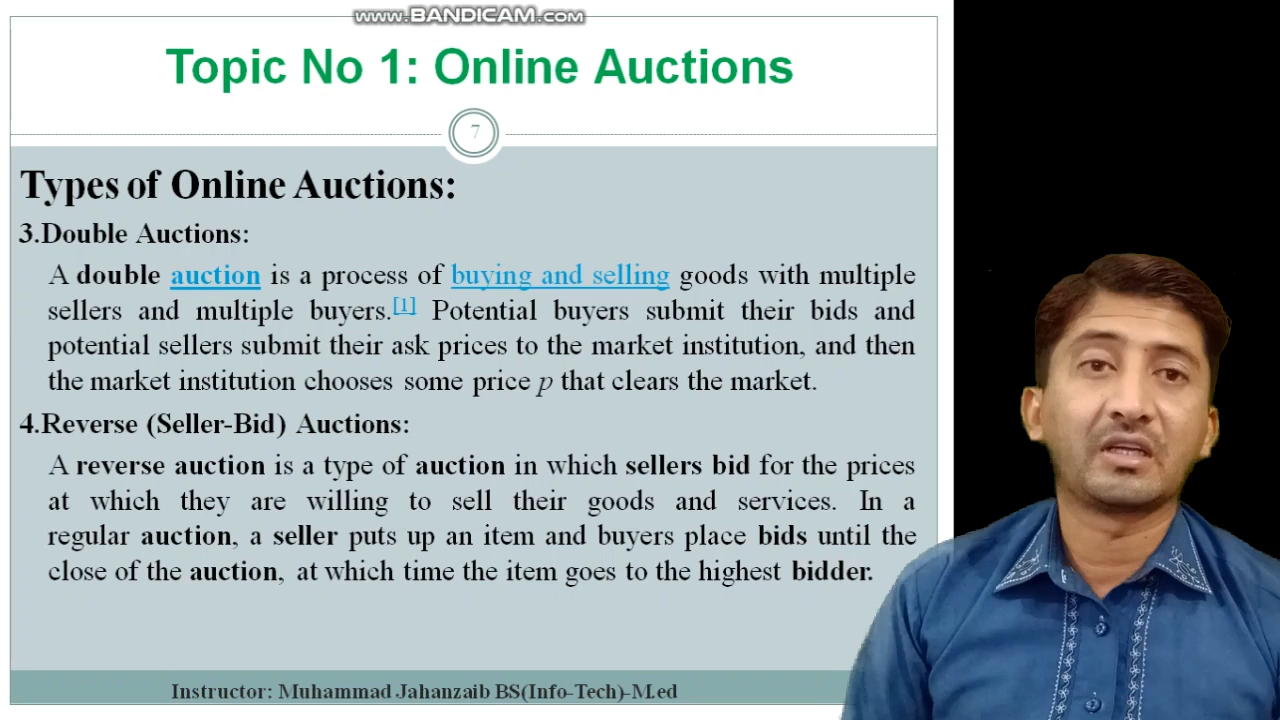 www.BANDICAM.com
Topic No 1: Online Auctions
7
Types of Online Auctions:
3.Double Auctions:
A double auction is a process of buying and selling goods with multiple
sellers and multiple buyers.[1] Potential buyers submit their bids and
potential sellers submit their ask prices to the market institution, and then
the market institution chooses some price p that clears the market.
4.Reverse (Seller-Bid) Auctions:
A reverse auction is a type of auction in which sellers bid for the prices
at which they are willing to sell their goods and services. In a
regular auction, a seller puts up an item and buyers place bids until the
close of the auction, at which time the item goes to the highest bidder.
Instructor: Muhammad Jahanzaib BS(Info-Tech)-M.ed